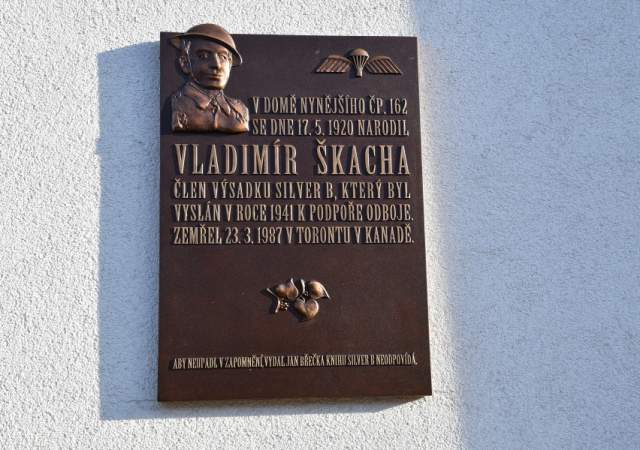 V DOMĚ NYNĚJŠÍHO ČP. 162
SE DNE 17. 5. 1920 NARODIL
VLADIMÍR ŠKACHA
ČLEN VÝSADKU SILVER B, KTERÝ BYL
VYSLÁN V ROCE 1941 K PODPOŘE ODBOJE.
ZEMŘEL 23. 3. 1987 V TORONTU V KANADĚ.
ABY NEUPADL V ZAPOMNĚNÍ, VYDAL JAN BŘEČKA KNIHU SILVER B NEODPOVÍDÁ.